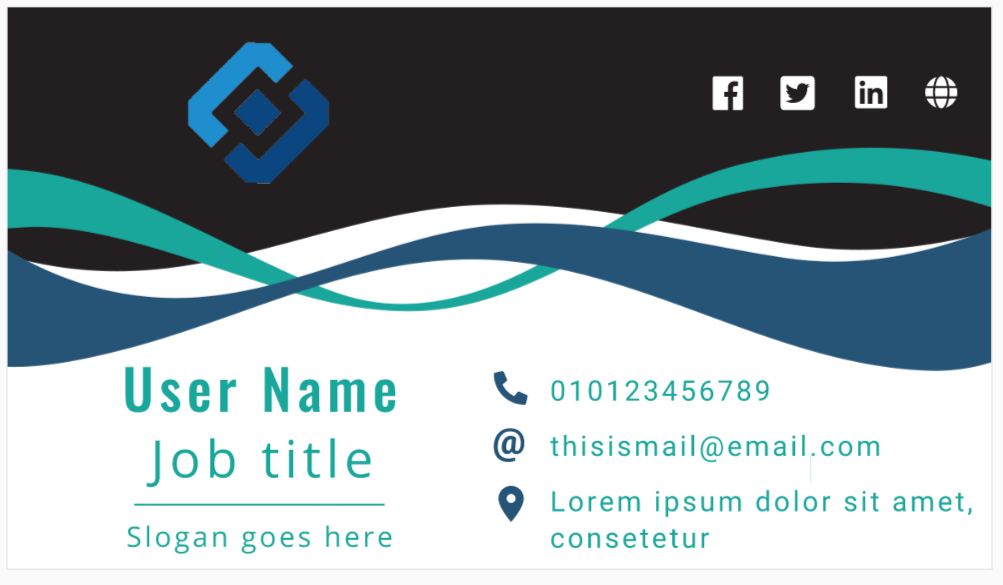 User Name
Job title
Slogan goes here
010123456789
thisismail@email.com
Lorem ipsum dolor sit amet,
consetetur